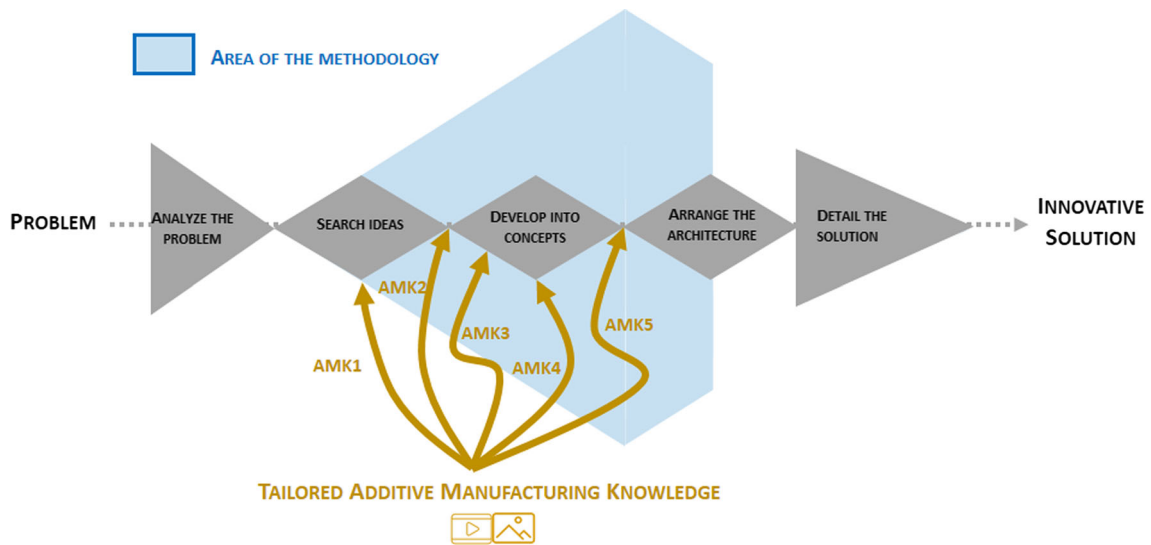 AREA OF THE METHODOLOGY
PROBLEM
ANALYZE THE
PROBLEM
SEARCH IDEAS
DEVELOP INTO
CONCEPTS
ARRANGE THE
ARCHITECTURE
DETAIL THE
SOLUTION
INNOVATIVE
SOLUTION
AMK1
AMK2
AMK3
AMK4
AMK5
TAILORED ADDITIVE MANUFACTURING KNOWLEDGE